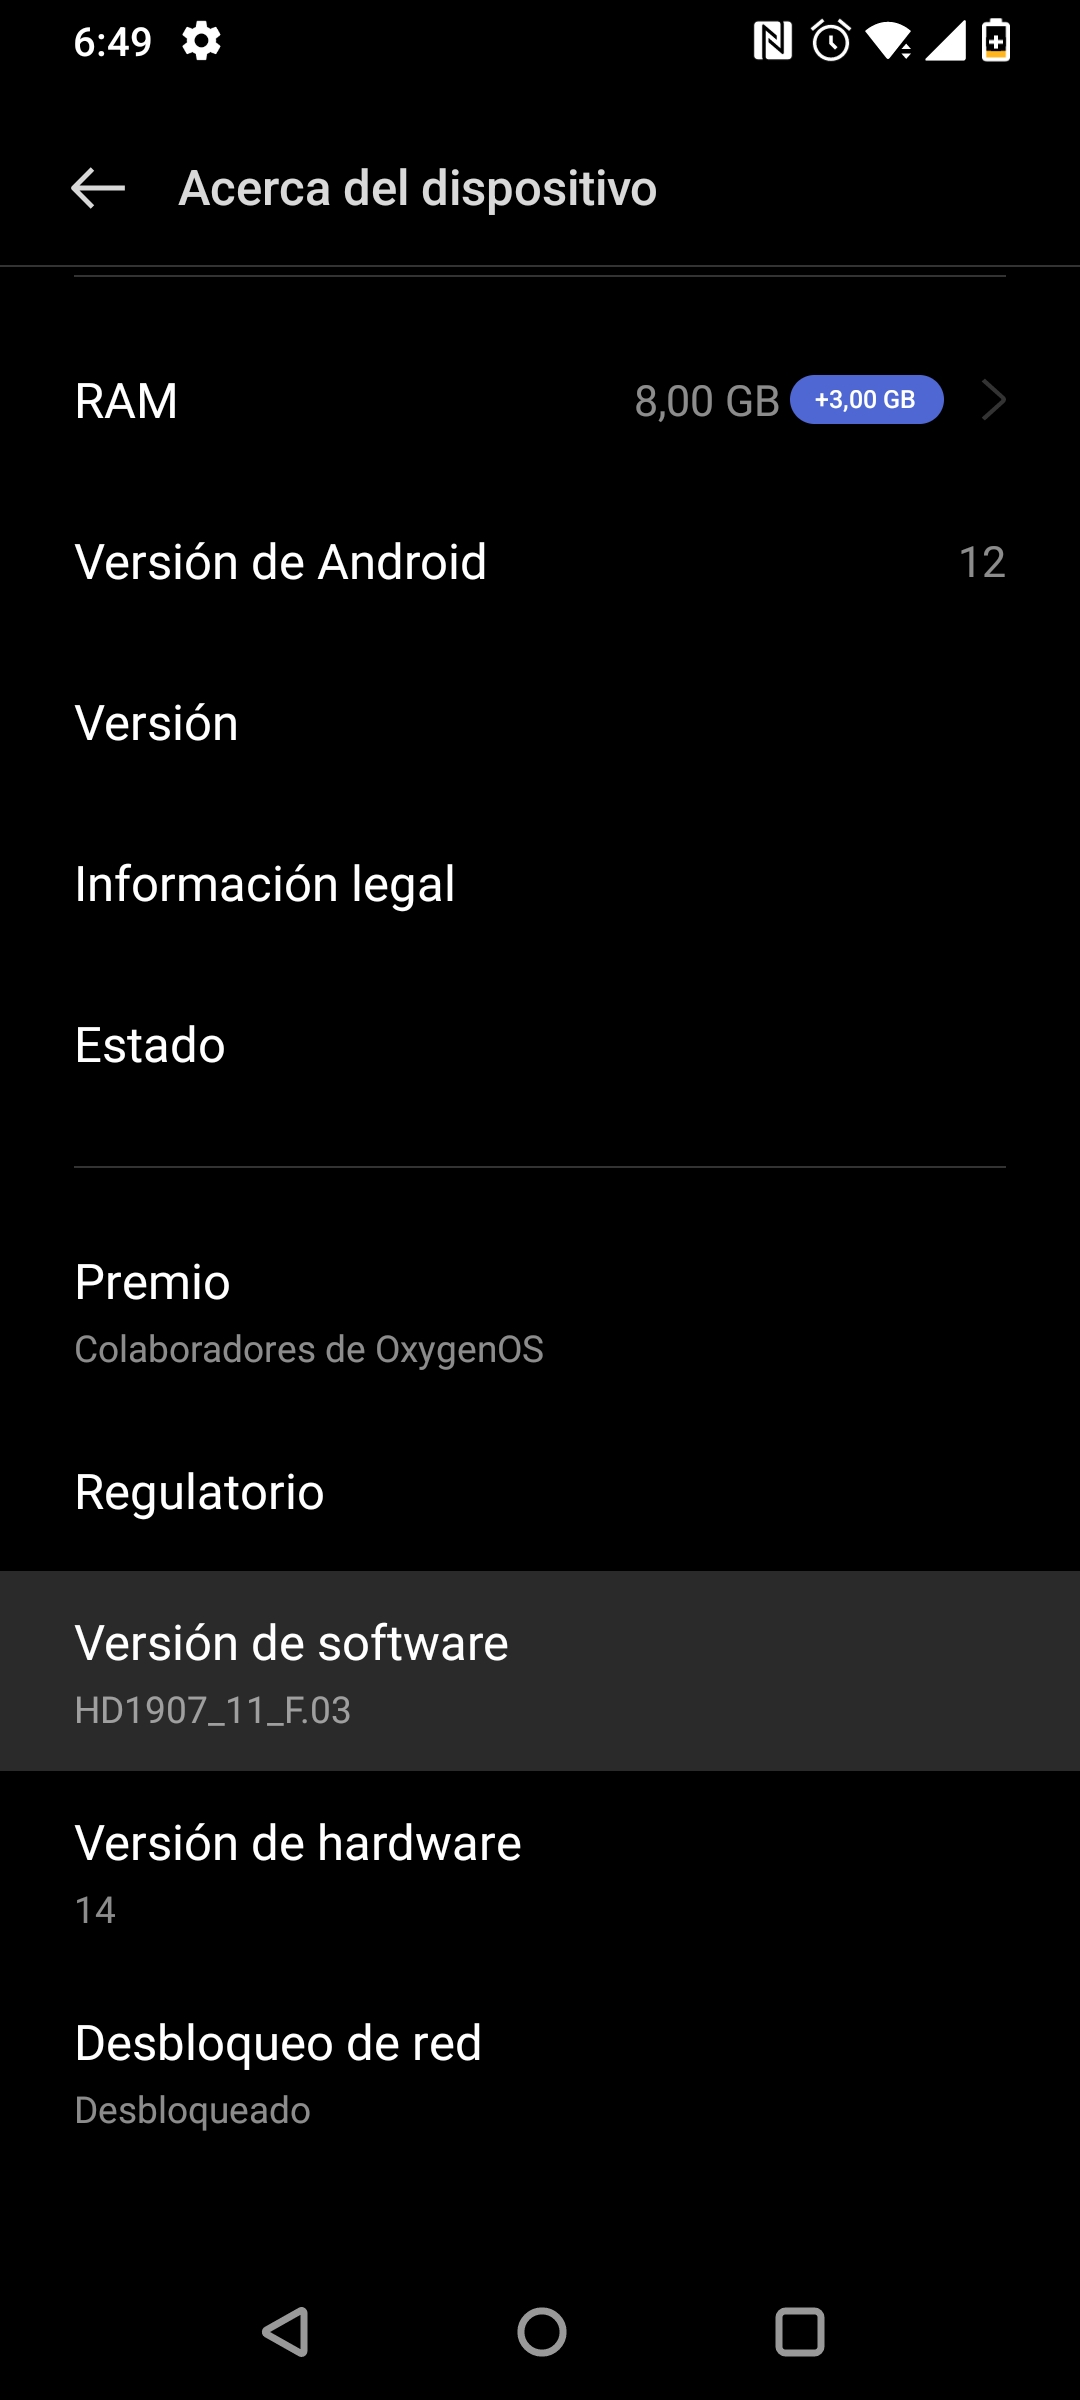 6:49
Acerca del dispositivo
RAM 8,00 GB +3,00 GB
Versión de Android 12
Versión
Información legal
Estado
Premio
Colaboradores de OxygenOS
Regulatorio
Versión de software
HD1907_11_F.03
Versión de hardware
14
Desbloqueo de red
Desbloqueado